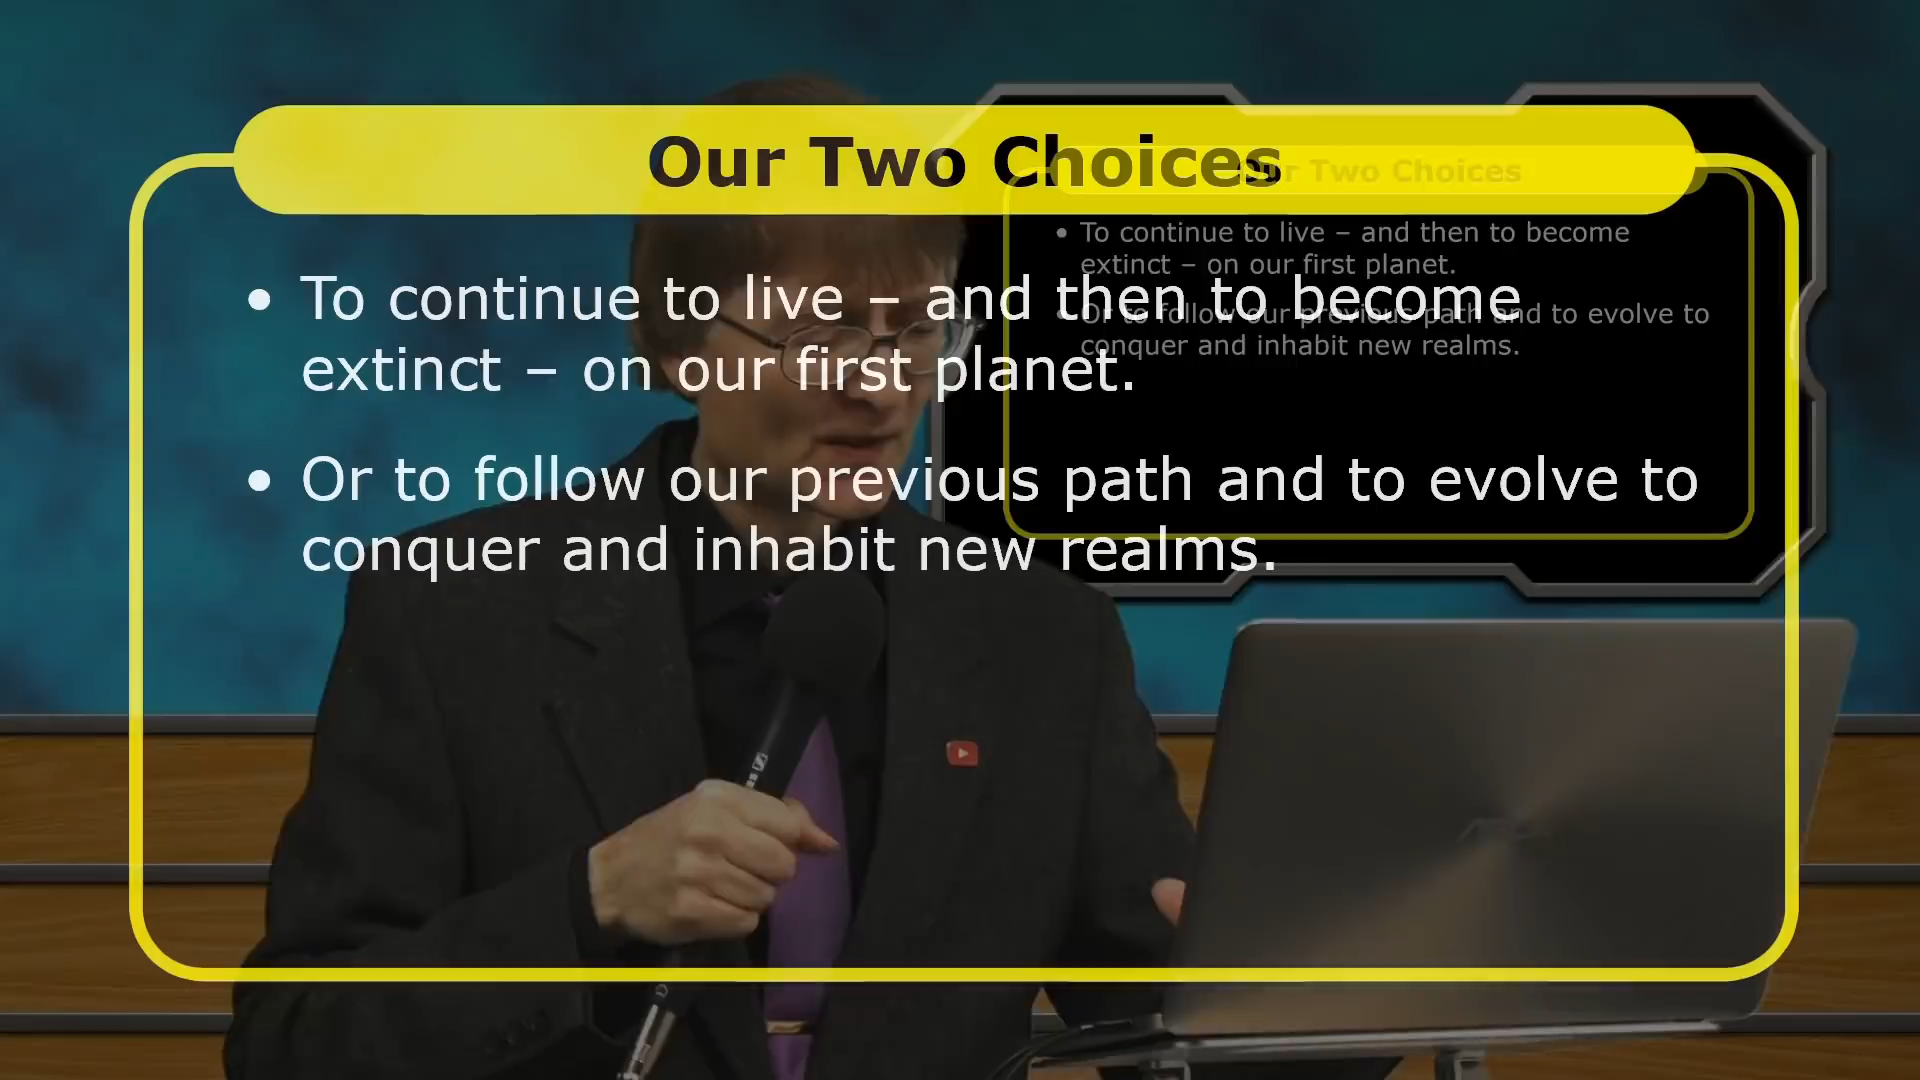 Our Two Choices
• To continue to live – and then to become
extinct – on our first planet.
• Or to follow our previous path and to evolve to
conquer and inhabit new realms.
Our Two Choices
• To continue to live – and then to become
extinct – on our first planet.
• Or to follow our previous path and to evolve to
conquer and inhabit new realms.